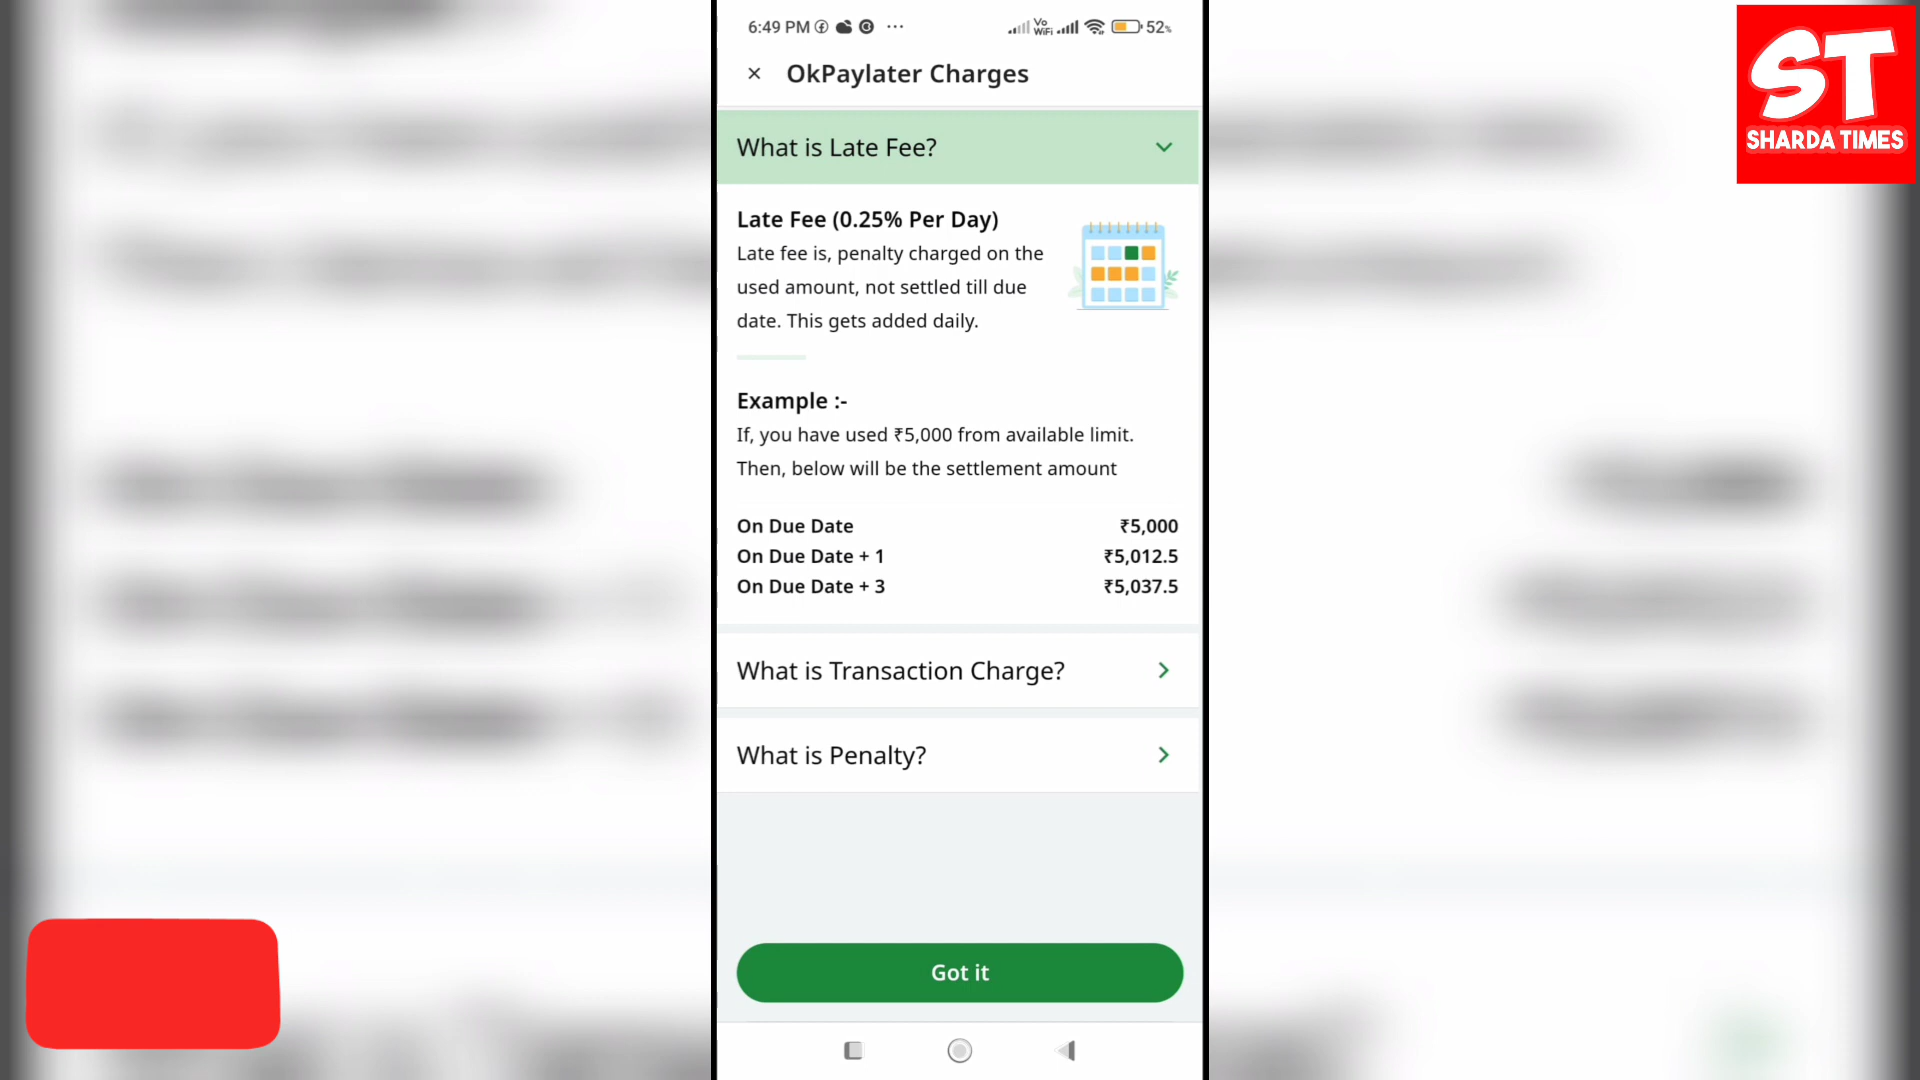 6:49 PM
Vo
WiFi
52%
OkPaylater Charges
What is Late Fee?
Late Fee (0.25% Per Day)
Late fee is, penalty charged on the
used amount, not settled till due
date. This gets added daily.
Example :-
If, you have used ₹5,000 from available limit.
Then, below will be the settlement amount
On Due Date ₹5,000
On Due Date + 1 ₹5,012.5
On Due Date + 3 ₹5,037.5
What is Transaction Charge?
What is Penalty?
Got it
ST
SHARDA TIMES